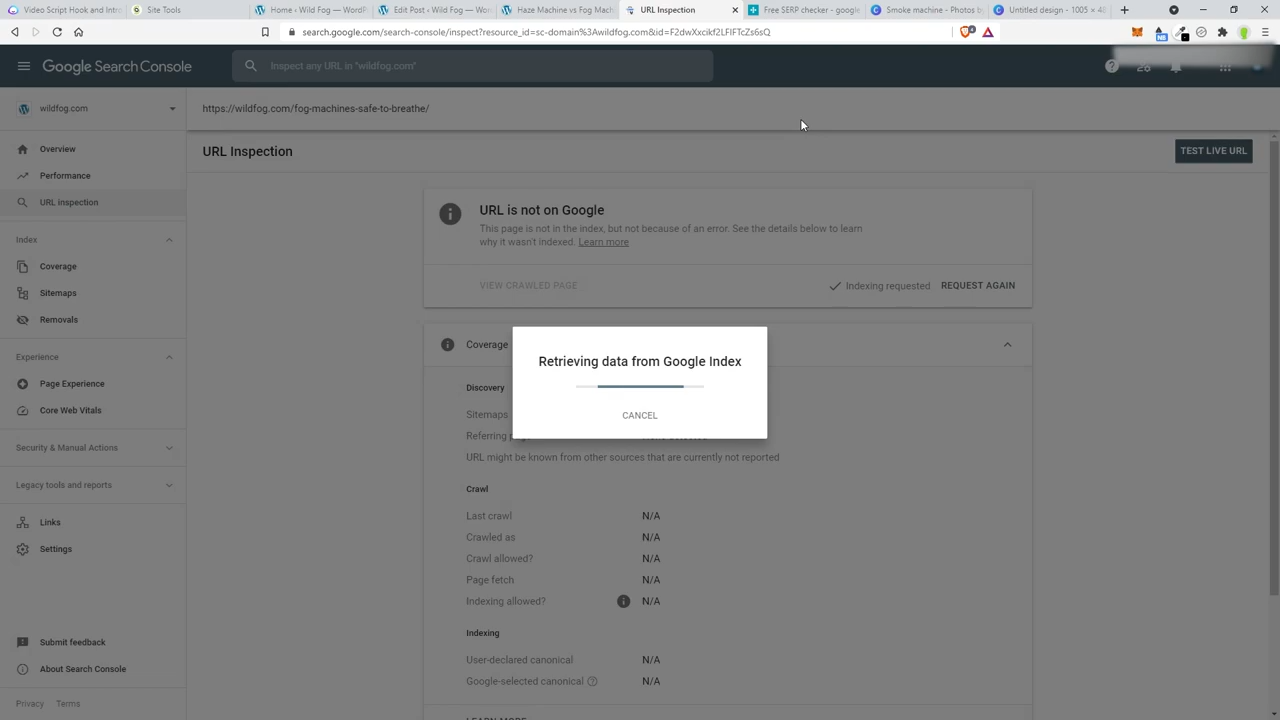 Video Script Hook and Intr
Site Tools
Home ‹ Wild Fog — WordP
Edit Post ‹ Wild Fog — Wor
Haze Machine vs Fog Mach
URL Inspection
Free SERP checker - google
Smoke machine - Photos by
Untitled design - 1005 × 48
search.google.com/search-console/inspect?resource_id=sc-domain%3Awildfog.com&id=F2dwXxcikf2LFIFTcZs6sQ
Google Search Console
Inspect any URL in "wildfog.com"
wildfog.com
https://wildfog.com/fog-machines-safe-to-breathe/
Overview
Performance
URL inspection
Index
Coverage
Sitemaps
Removals
Experience
Page Experience
Core Web Vitals
Security & Manual Actions
Legacy tools and reports
Links
Settings
Submit feedback
About Search Console
Privacy Terms
URL Inspection
TEST LIVE URL
URL is not on Google
This page is not in the index, but not because of an error. See the details below to learn
why it wasn't indexed. Learn more
VIEW CRAWLED PAGE
Indexing requested REQUEST AGAIN
Coverage
Retrieving data from Google Index
CANCEL
Discovery
Sitemaps
Referring
URL might be known from other sources that are currently not reported
Crawl
Last crawl N/A
Crawled as N/A
Crawl allowed? N/A
Page fetch N/A
Indexing allowed? N/A
Indexing
User-declared canonical N/A
Google-selected canonical N/A